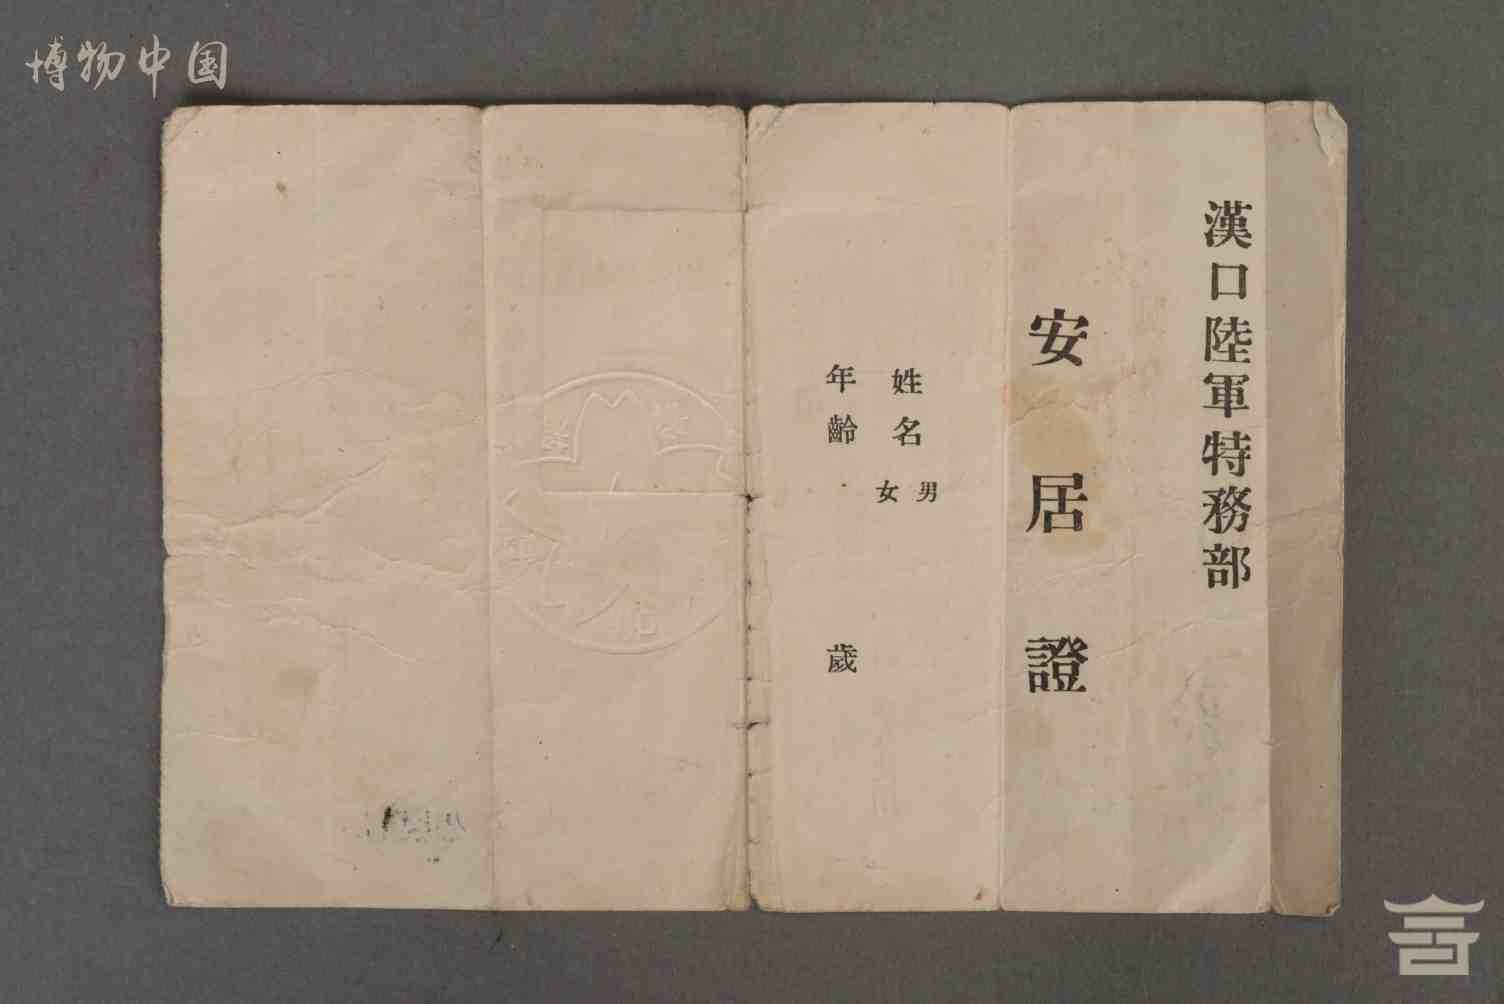 博物中国
漢口陸軍特務部
安居證
姓名 男 女
年齡 歲